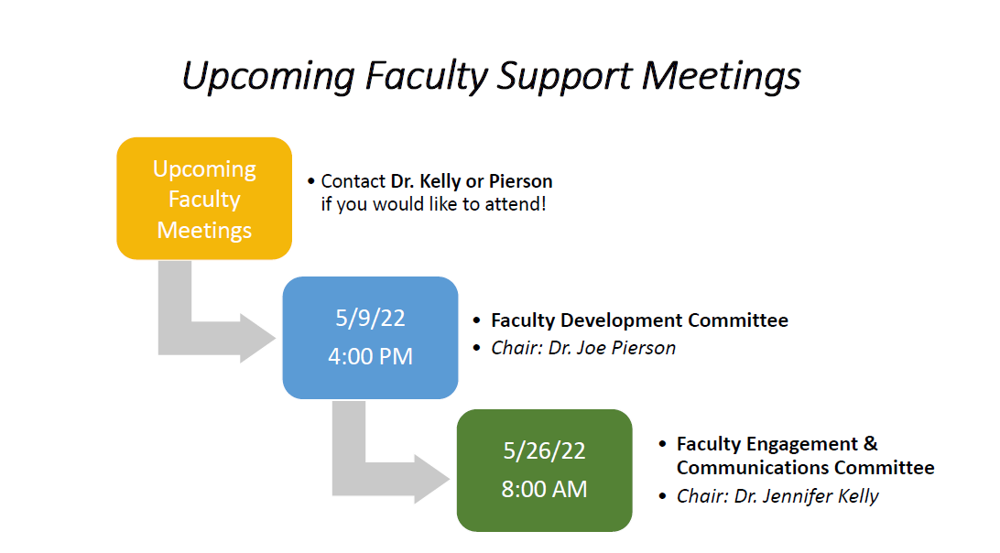 Upcoming Faculty Support Meetings
Upcoming
Faculty
Meetings
• Contact Dr. Kelly or Pierson
if you would like to attend!
5/9/22
4:00 PM
• Faculty Development Committee
• Chair: Dr. Joe Pierson
5/26/22
8:00 AM
• Faculty Engagement &
Communications Committee
• Chair: Dr. Jennifer Kelly